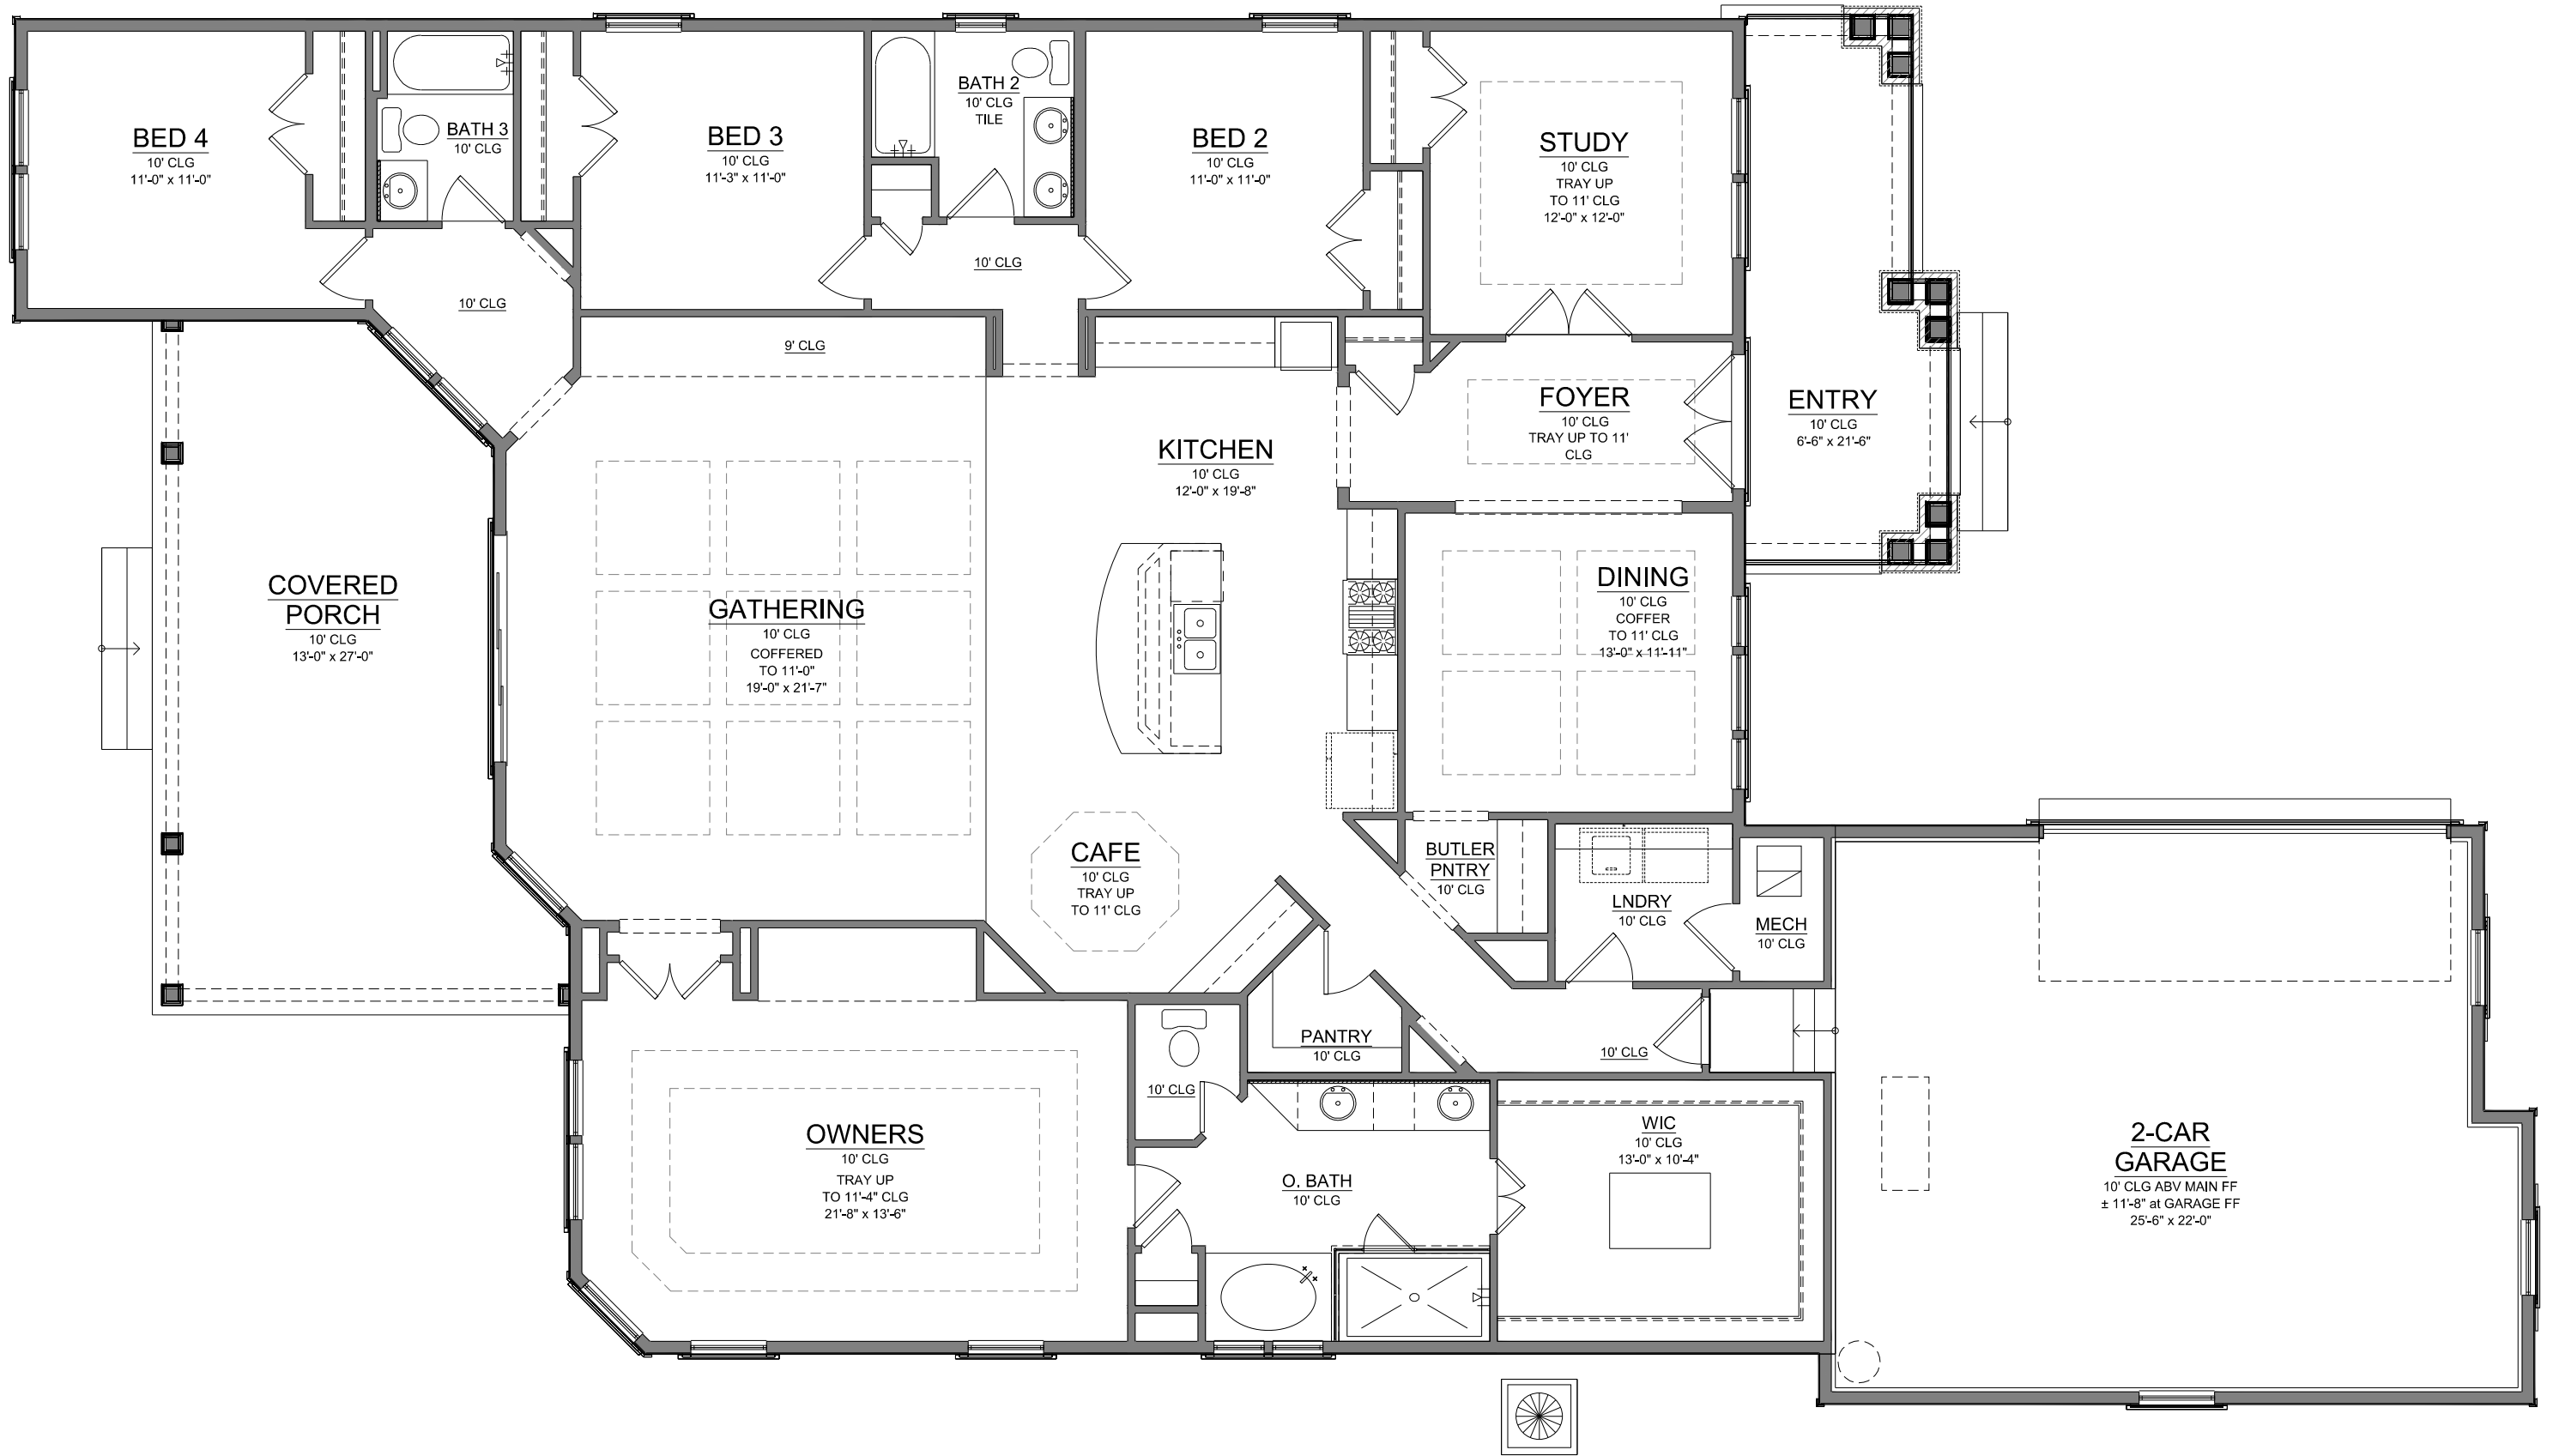 BED 4
10' CLG
11'-0" x 11'-0"
BATH 3
10' CLG
BED 3
10' CLG
11'-3" x 11'-0"
BATH 2
10' CLG
TILE
BED 2
10' CLG
11'-0" x 11'-0"
STUDY
10' CLG
TRAY UP
TO 11' CLG
12'-0" x 12'-0"
10' CLG
10' CLG
9' CLG
FOYER
10' CLG
TRAY UP TO 11'
CLG
ENTRY
10' CLG
6'-6" x 21'-6"
KITCHEN
10' CLG
12'-0" x 19'-8"
COVERED
PORCH
10' CLG
13'-0" x 27'-0"
GATHERING
10' CLG
COFFERED
TO 11'-0"
19'-0" x 21'-7"
DINING
10' CLG
COFFER
TO 11' CLG
13'-0" x 11'-11"
CAFE
10' CLG
TRAY UP
TO 11' CLG
BUTLER
PNTRY
10' CLG
LNDRY
10' CLG
MECH
10' CLG
PANTRY
10' CLG
10' CLG
10' CLG
OWNERS
10' CLG
TRAY UP
TO 11'-4" CLG
21'-8" x 13'-6"
O. BATH
10' CLG
WIC
10' CLG
13'-0" x 10'-4"
2-CAR
GARAGE
10' CLG ABV MAIN FF
± 11'-8" at GARAGE FF
25'-6" x 22'-0"